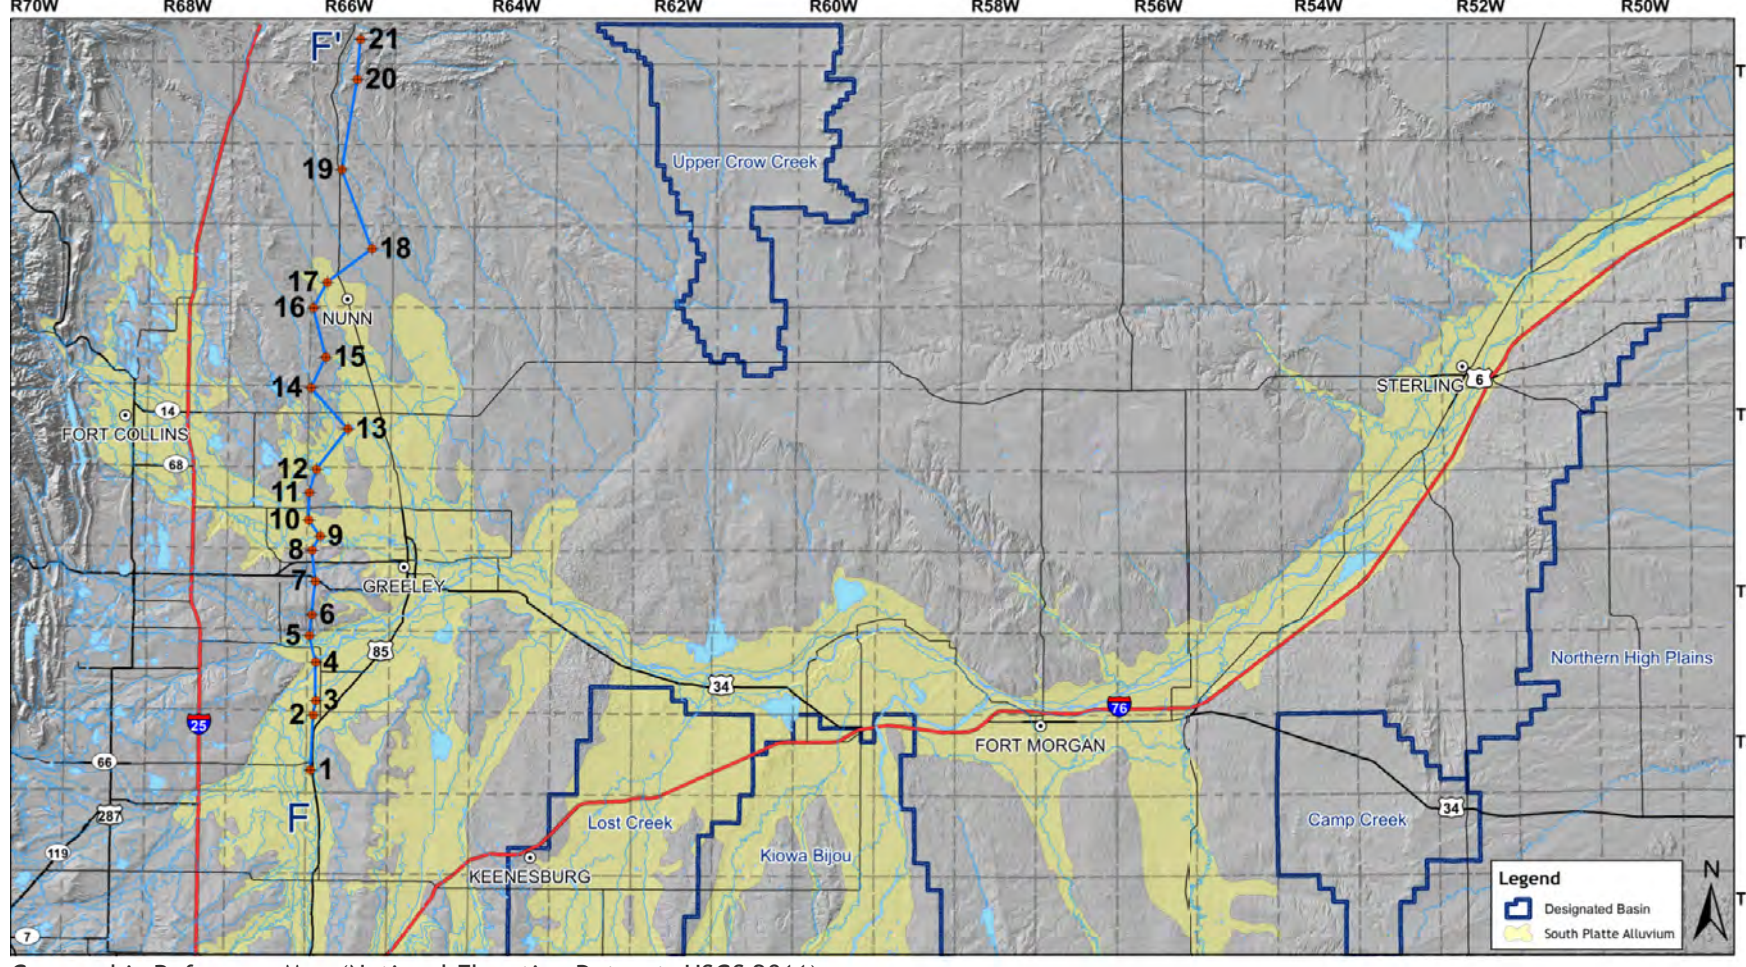 R70W R68W R66W R64W R62W R60W R58W R56W R54W R52W R50W
F' 21
20
T
Upper Crow Creek
19
18
T
17
16
NUNN
15
STERLING 6
14
14
T
FORT COLLINS
13
68
12
11
10
9
8
GREELEY
7
T
6
5
85
4
Northern High Plains
34
3
2
25
76
FORT MORGAN
T
66
1
287
F
Lost Creek
34
Camp Creek
119
Kiowa Bijou
KEENESBURG
N
Legend
Designated Basin
South Platte Alluvium
T
7